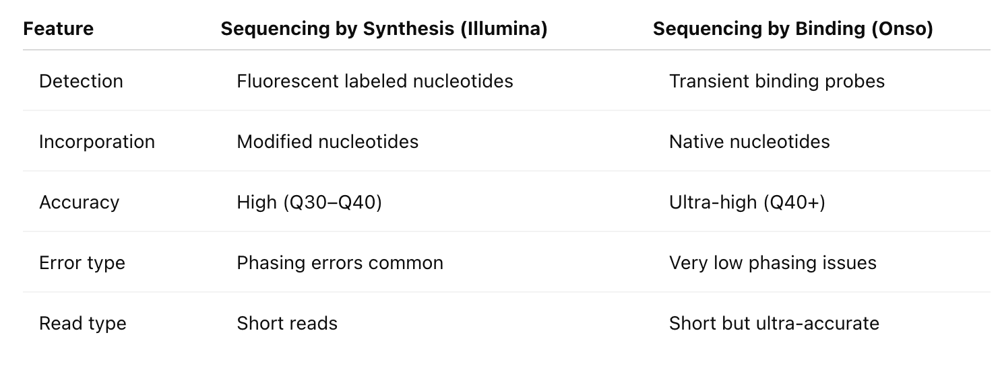 Feature Sequencing by Synthesis (Illumina) Sequencing by Binding (Onso)
Detection Fluorescent labeled nucleotides Transient binding probes
Incorporation Modified nucleotides Native nucleotides
Accuracy High (Q30–Q40) Ultra-high (Q40+)
Error type Phasing errors common Very low phasing issues
Read type Short reads Short but ultra-accurate